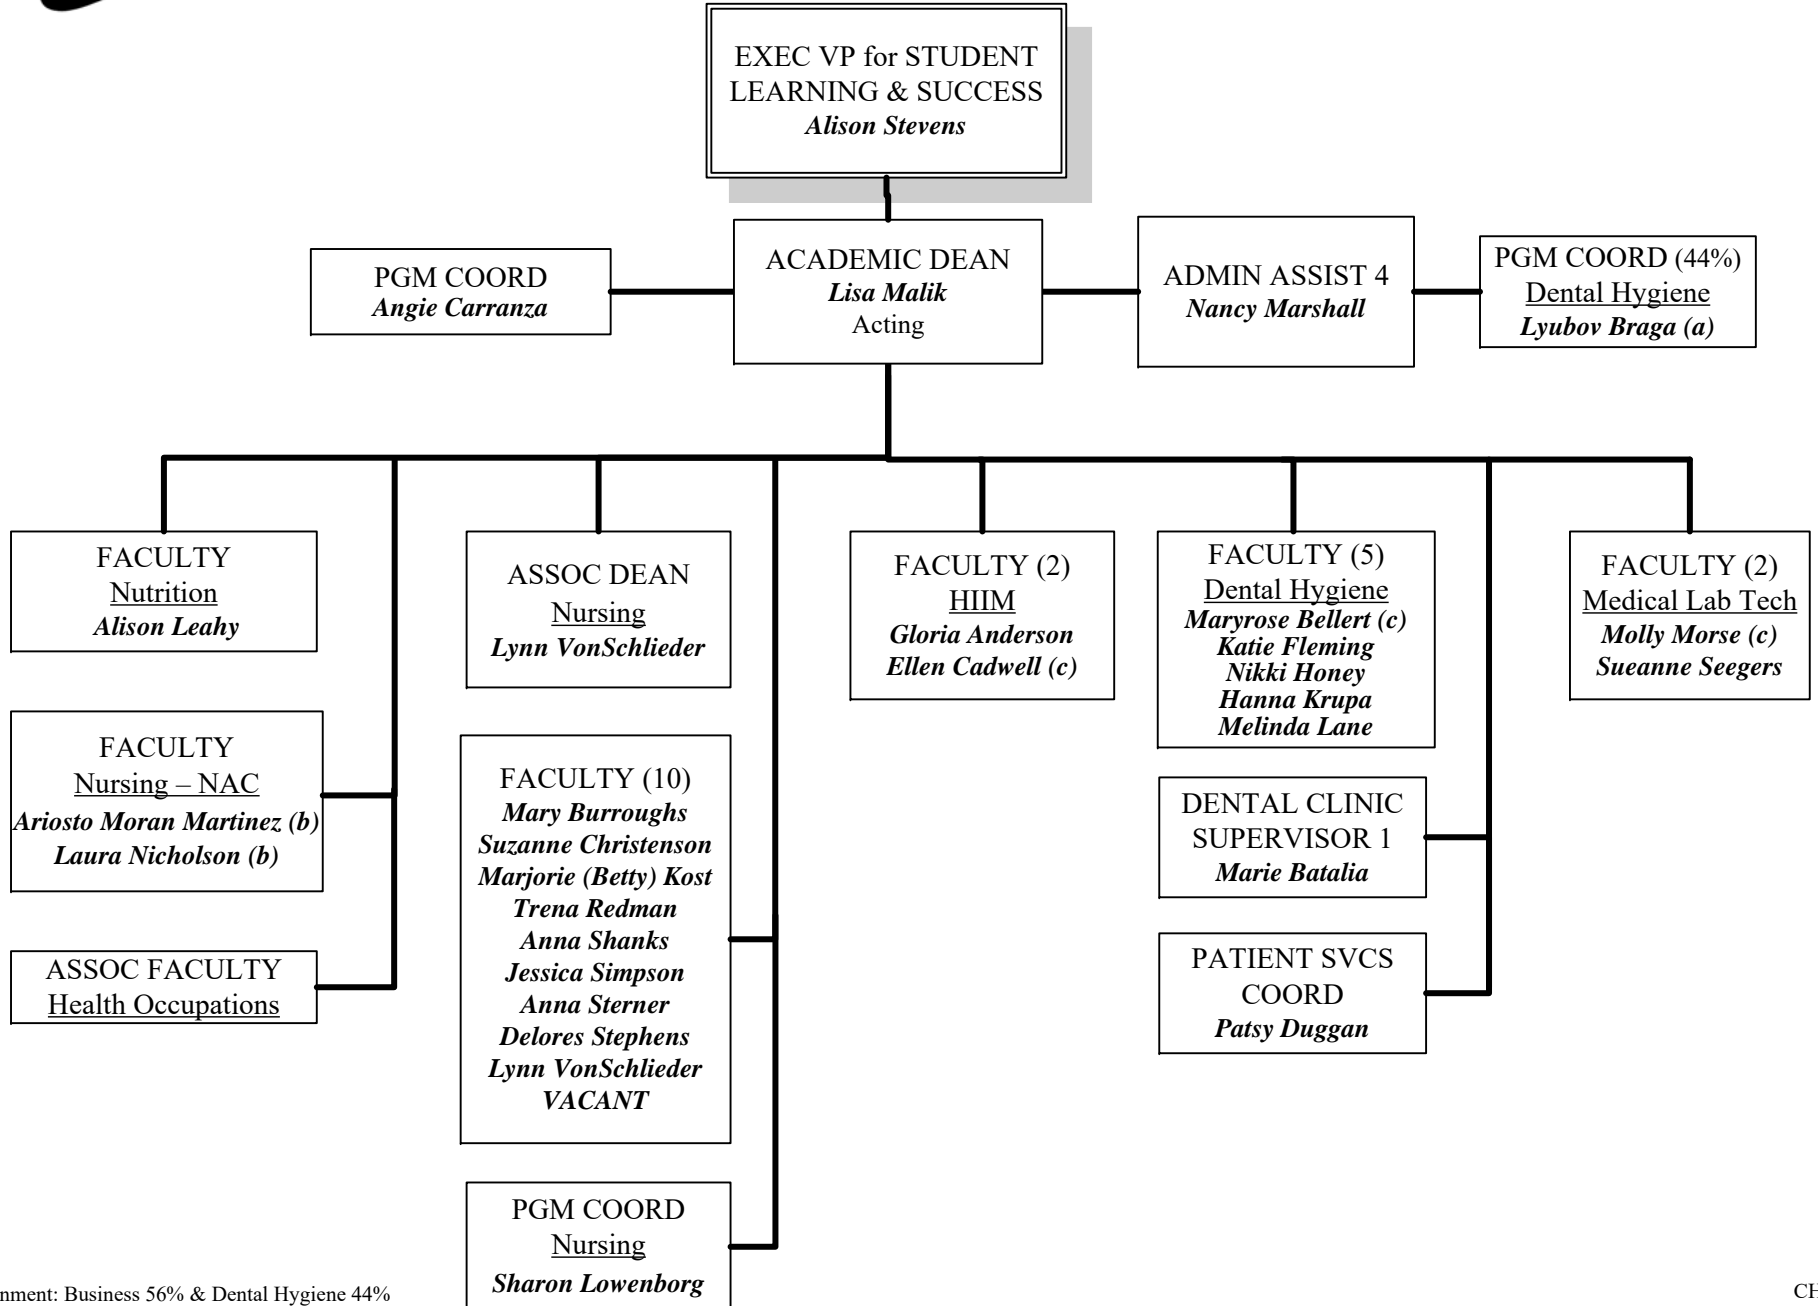 EXEC VP for STUDENT
LEARNING & SUCCESS
Alison Stevens
PGM COORD
Angie Carranza
ACADEMIC DEAN
Lisa Malik
Acting
ADMIN ASSIST 4
Nancy Marshall
PGM COORD (44%)
Dental Hygiene
Lyubov Braga (a)
FACULTY
Nutrition
Alison Leahy
FACULTY
Nursing – NAC
Ariosto Moran Martinez (b)
Laura Nicholson (b)
ASSOC FACULTY
Health Occupations
ASSOC DEAN
Nursing
Lynn VonSchlieder
FACULTY (10)
Mary Burroughs
Suzanne Christenson
Marjorie (Betty) Kost
Trena Redman
Anna Shanks
Jessica Simpson
Anna Sterner
Delores Stephens
Lynn VonSchlieder
VACANT
PGM COORD
Nursing
Sharon Lowenborg
FACULTY (2)
HIIM
Gloria Anderson
Ellen Cadwell (c)
FACULTY (5)
Dental Hygiene
Maryrose Bellert (c)
Katie Fleming
Nikki Honey
Hanna Krupa
Melinda Lane
DENTAL CLINIC
SUPERVISOR 1
Marie Batalia
PATIENT SVCS
COORD
Patsy Duggan
FACULTY (2)
Medical Lab Tech
Molly Morse (c)
Sueanne Seegers
nment: Business 56% & Dental Hygiene 44%